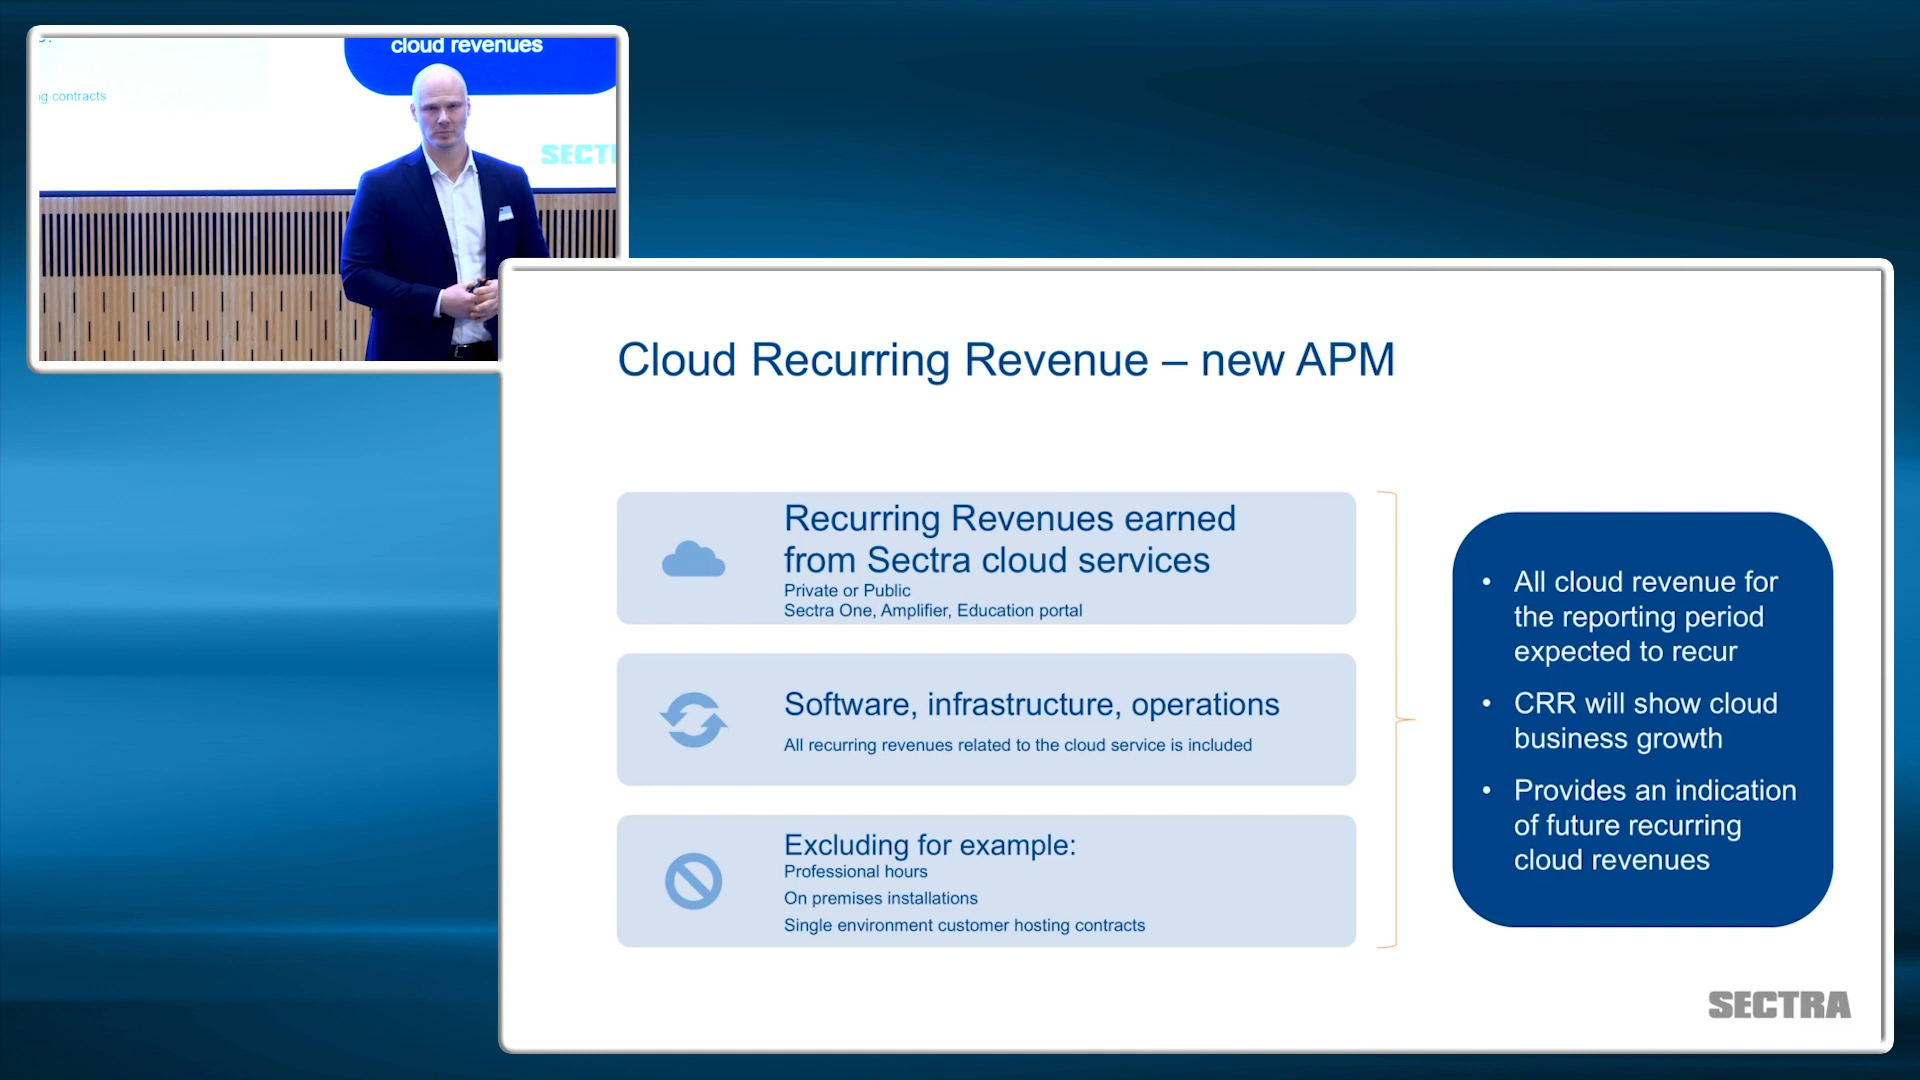 cloud revenues
g contracts
Cloud Recurring Revenue – new APM
Recurring Revenues earned
from Sectra cloud services
Private or Public
Sectra One, Amplifier, Education portal
Software, infrastructure, operations
All recurring revenues related to the cloud service is included
Excluding for example:
Professional hours
On premises installations
Single environment customer hosting contracts
• All cloud revenue for
the reporting period
expected to recur
• CRR will show cloud
business growth
• Provides an indication
of future recurring
cloud revenues
SECTRA